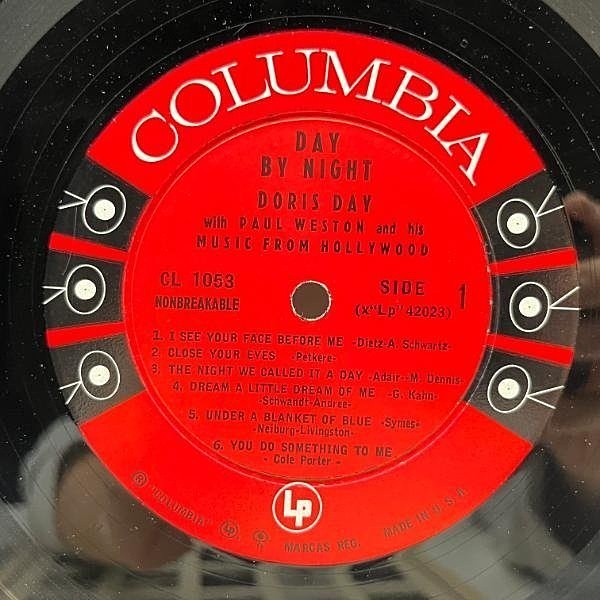 COLUMBIA
DAY
BY NIGHT
DORIS DAY
with PAUL WESTON and his
MUSIC FROM HOLLYWOOD
CL 1053
NONBREAKABLE
SIDE 1
(x"Lp" 42023)
1. I SEE YOUR FACE BEFORE ME -Dietz-A. Schwartz-
2. CLOSE YOUR EYES -Petkere-
3. THE NIGHT WE CALLED IT A DAY -Adair-M. Dennis-
4. DREAM A LITTLE DREAM OF ME -G. Kahn-
-Schwandt-Andree-
5. UNDER A BLANKET OF BLUE -Symes-
-Neiburg-Livingston-
6. YOU DO SOMETHING TO ME
- Cole Porter -
Lp
® "COLUMBIA" MARCAS REG. MADE IN U. S. A.